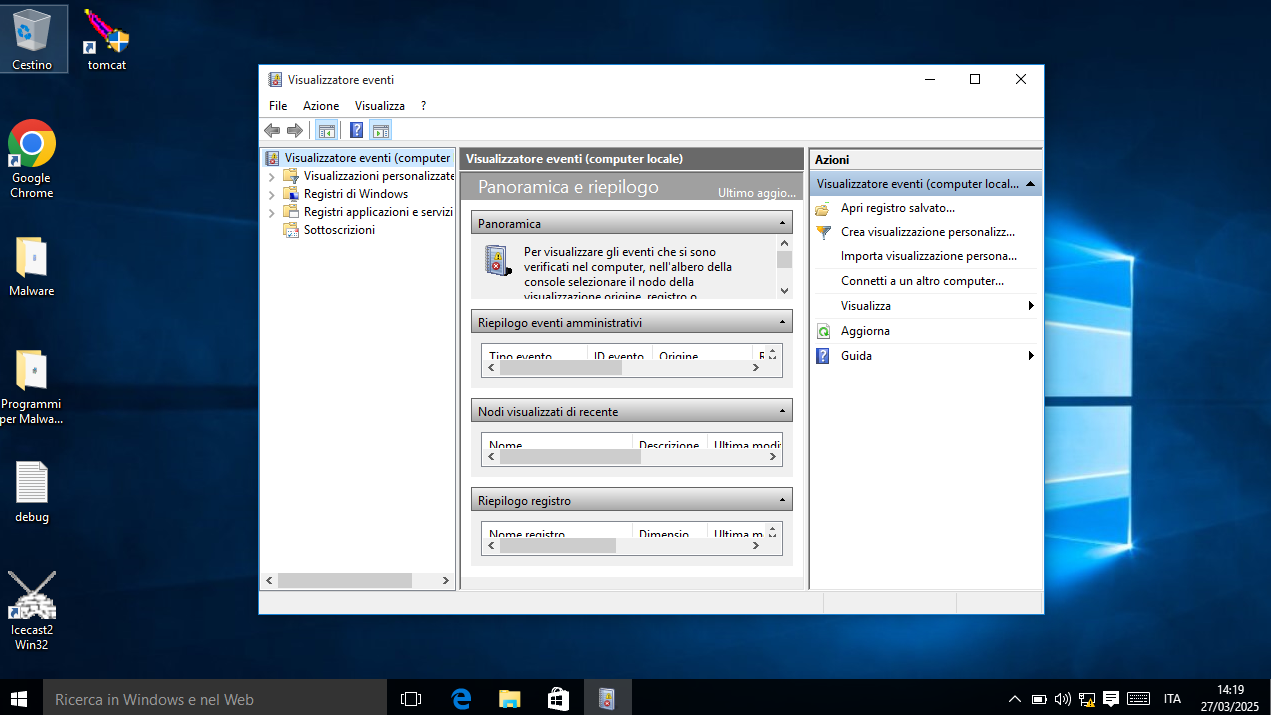 Cestino
tomcat
Google
Chrome
Malware
Programmi
per Malwa...
debug
Icecast2
Win32
Visualizzatore eventi
File Azione Visualizza ?
Visualizzatore eventi (computer
Visualizzazioni personalizzate
Registri di Windows
Registri applicazioni e servizi
Sottoscrizioni
Visualizzatore eventi (computer locale)
Panoramica e riepilogo
Ultimo aggio...
Panoramica
Per visualizzare gli eventi che si sono
verificati nel computer, nell'albero della
console selezionare il nodo della
visualizzazione origine, registro o
Riepilogo eventi amministrativi
Tipo evento ID evento Origine
Nodi visualizzati di recente
Nome Descrizione Ultima modi
Riepilogo registro
Nome registro Dimensio Ultima m
Azioni
Visualizzatore eventi (computer local...
Apri registro salvato...
Crea visualizzazione personalizz...
Importa visualizzazione persona...
Connetti a un altro computer...
Visualizza
Aggiorna
Guida
Ricerca in Windows e nel Web
ITA
14:19
27/03/2025